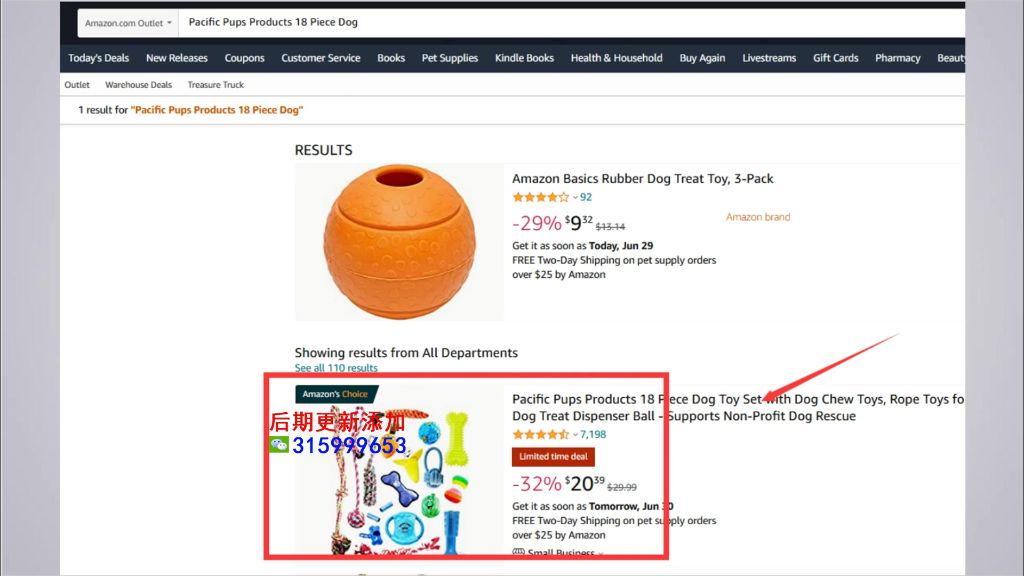 Amazon.com Outlet
Pacific Pups Products 18 Piece Dog
Today's Deals New Releases Coupons Customer Service Books Pet Supplies Kindle Books Health & Household Buy Again Livestreams Gift Cards Pharmacy Beauty
Outlet Warehouse Deals Treasure Truck
1 result for "Pacific Pups Products 18 Piece Dog"
RESULTS
Amazon Basics Rubber Dog Treat Toy, 3-Pack
92
-29% $9.32 $13.14
Amazon brand
Get it as soon as Today, Jun 29
FREE Two-Day Shipping on pet supply orders
over $25 by Amazon
Showing results from All Departments
See all 110 results
Amazon's Choice
后期更新添加
315999653
Pacific Pups Products 18 Piece Dog Toy Set With Dog Chew Toys, Rope Toys fo
Dog Treat Dispenser Ball - Supports Non-Profit Dog Rescue
7,198
Limited time deal
-32% $20.39 $29.99
Get it as soon as Tomorrow, Jun 30
FREE Two-Day Shipping on pet supply orders
over $25 by Amazon
Small Business